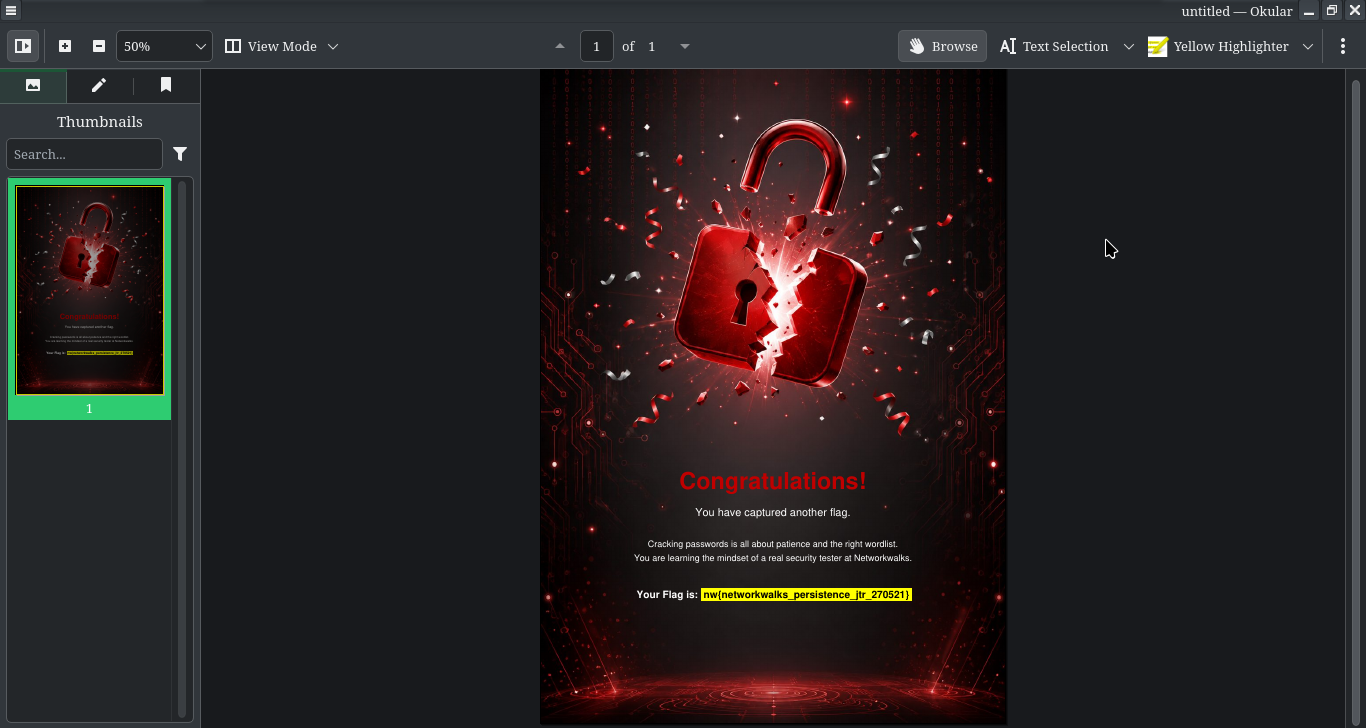 untitled — Okular
50%
View Mode
1 of 1
Browse
Text Selection
Yellow Highlighter
Thumbnails
Search...
1
Congratulations!
You have captured another flag.
Cracking passwords is all about patience and the right wordlist.
You are learning the mindset of a real security tester at Networkwalks.
Your Flag is: nw{networkwalks_persistence_jtr_270521}